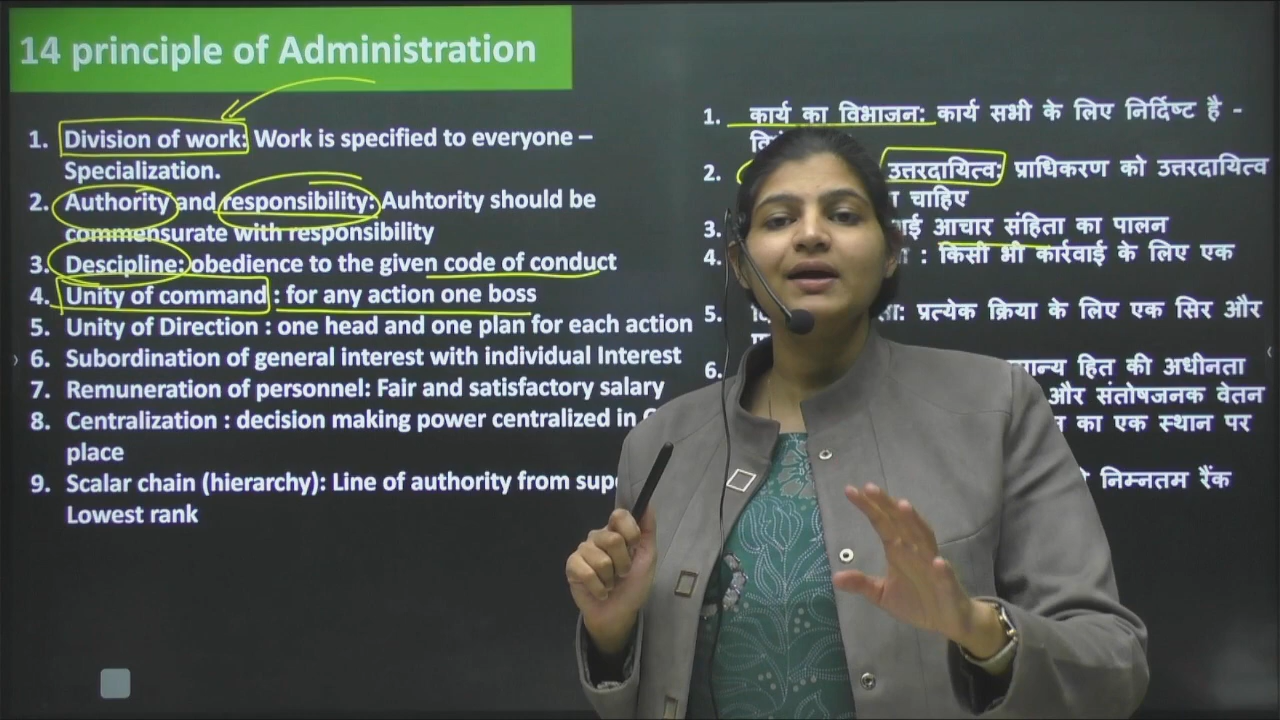 14 principle of Administration
1. Division of work: Work is specified to everyone –
Specialization.
2. Authority and responsibility: Auhtority should be
commensurate with responsibility
3. Descipline: obedience to the given code of conduct
4. Unity of command : for any action one boss
5. Unity of Direction : one head and one plan for each action
6. Subordination of general interest with individual Interest
7. Remuneration of personnel: Fair and satisfactory salary
8. Centralization : decision making power centralized in
place
9. Scalar chain (hierarchy): Line of authority from
Lowest rank
1. कार्य का विभाजन: कार्य सभी के लिए निर्दिष्ट है -
2. उत्तरदायित्व: प्राधिकरण को उत्तरदायित्व
चाहिए
3. आचार संहिता का पालन
4. : किसी भी कार्रवाई के लिए एक
5. प्रत्येक क्रिया के लिए एक सिर और
6. हित की अधीनता
और संतोषजनक वेतन
का एक स्थान पर
निम्नतम रैंक